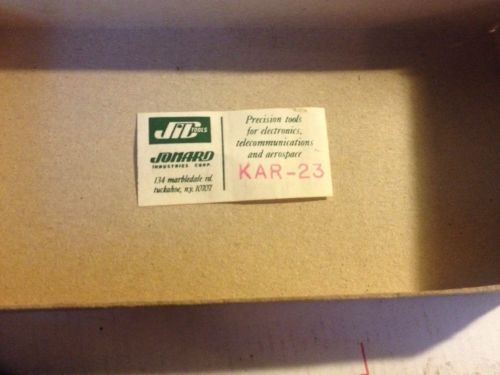 JIC TOOLS
JONARD
INDUSTRIES CORP.
134 marbledale rd.
tuckahoe, n.y. 10707
Precision tools
for electronics,
telecommunications
and aerospace
KAR-23